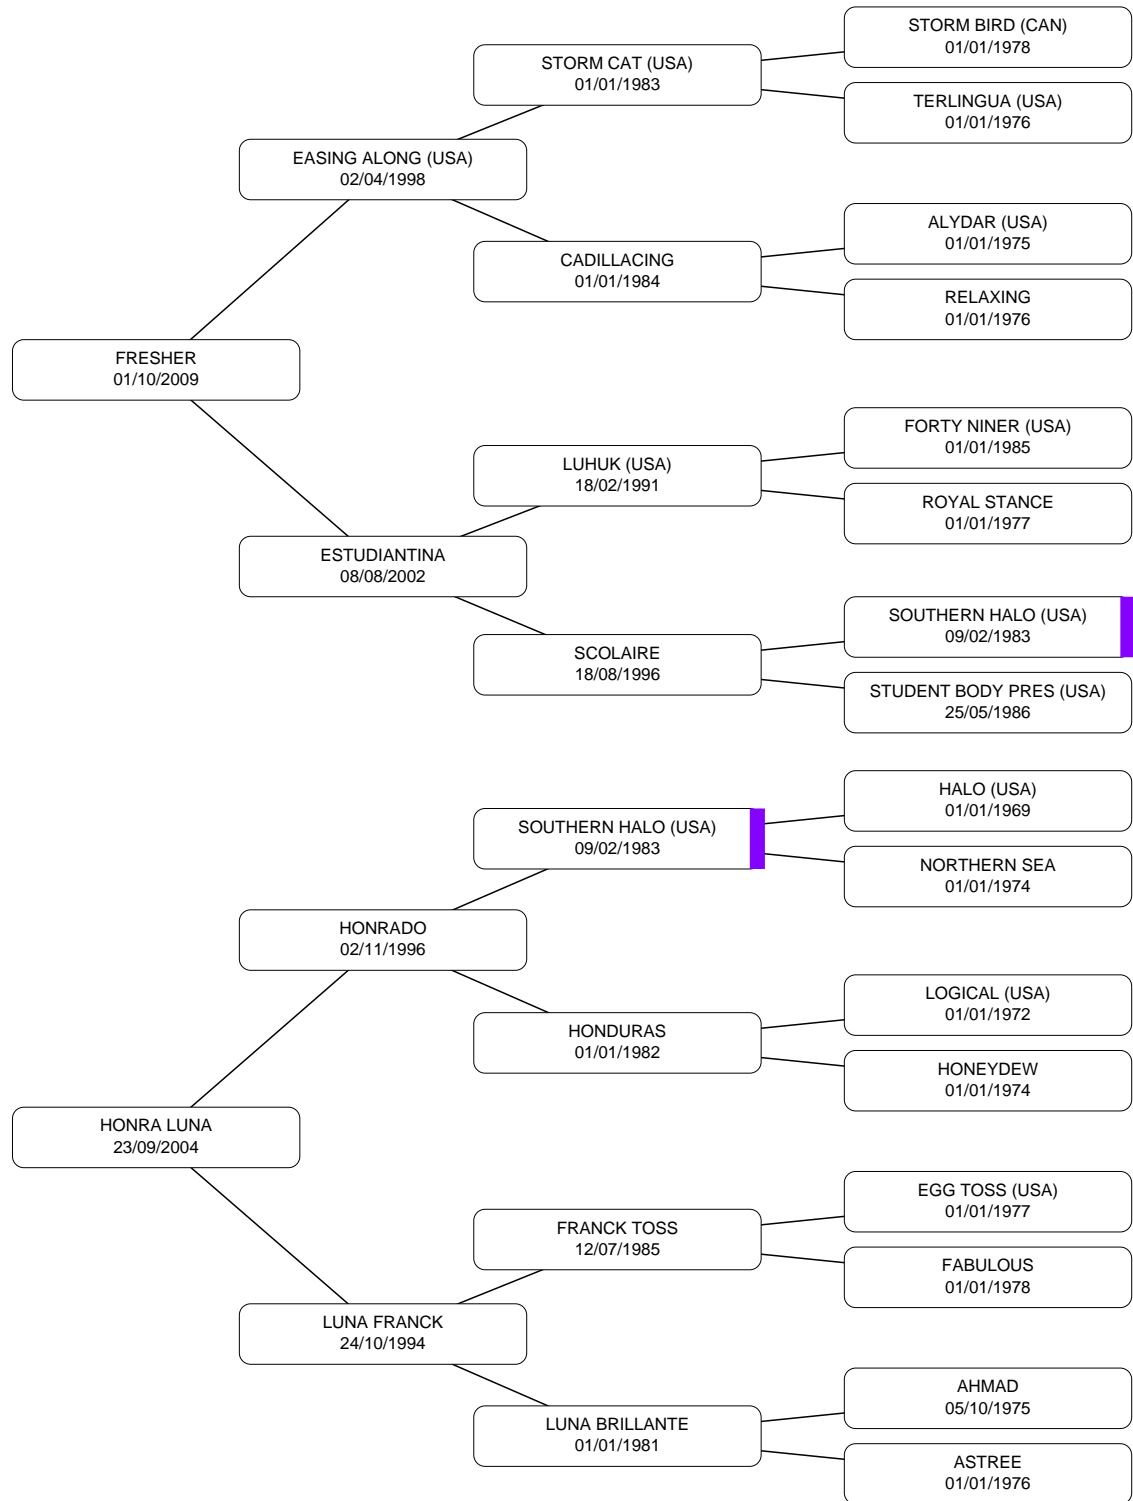 STORM BIRD (CAN)
01/01/1978
STORM CAT (USA)
01/01/1983
TERLINGUA (USA)
01/01/1976
EASING ALONG (USA)
02/04/1998
ALYDAR (USA)
01/01/1975
CADILLACING
01/01/1984
RELAXING
01/01/1976
FRESHER
01/10/2009
FORTY NINER (USA)
01/01/1985
LUHUK (USA)
18/02/1991
ROYAL STANCE
01/01/1977
ESTUDIANTINA
08/08/2002
SOUTHERN HALO (USA)
09/02/1983
SCOLAIRE
18/08/1996
STUDENT BODY PRES (USA)
25/05/1986
HALO (USA)
01/01/1969
SOUTHERN HALO (USA)
09/02/1983
NORTHERN SEA
01/01/1974
HONRADO
02/11/1996
LOGICAL (USA)
01/01/1972
HONDURAS
01/01/1982
HONEYDEW
01/01/1974
HONRA LUNA
23/09/2004
EGG TOSS (USA)
01/01/1977
FRANCK TOSS
12/07/1985
FABULOUS
01/01/1978
LUNA FRANCK
24/10/1994
AHMAD
05/10/1975
LUNA BRILLANTE
01/01/1981
ASTREE
01/01/1976